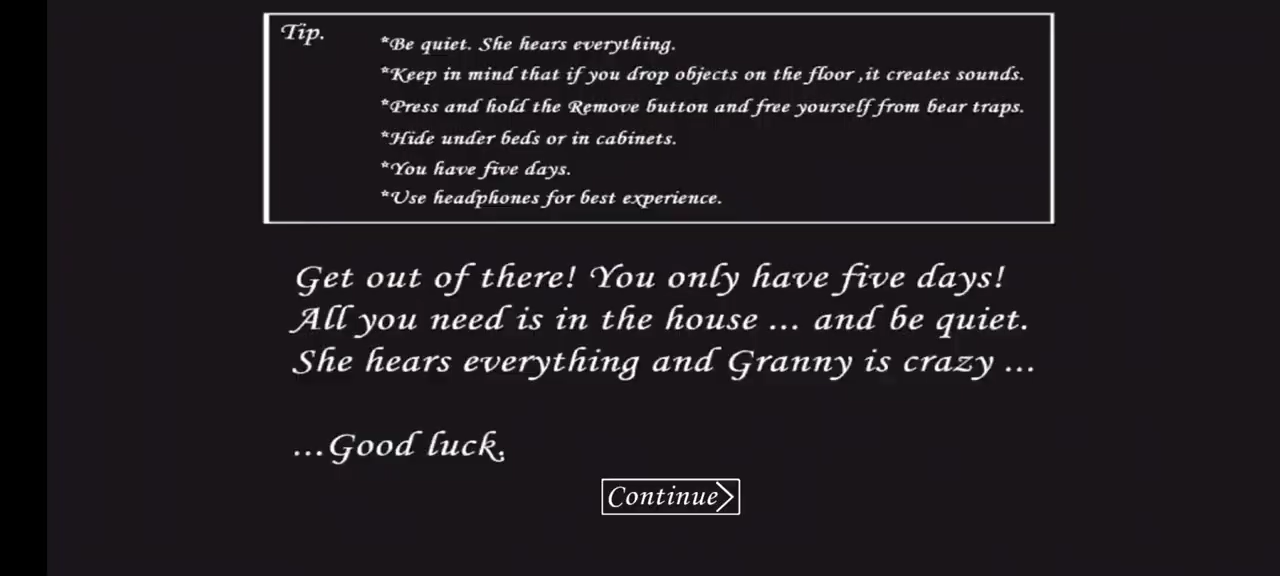 Tip.
*Be quiet. She hears everything.
*Keep in mind that if you drop objects on the floor ,it creates sounds.
*Press and hold the Remove button and free yourself from bear traps.
*Hide under beds or in cabinets.
*You have five days.
*Use headphones for best experience.
Get out of there! You only have five days!
All you need is in the house ... and be quiet.
She hears everything and Granny is crazy ...
...Good luck.
Continue>